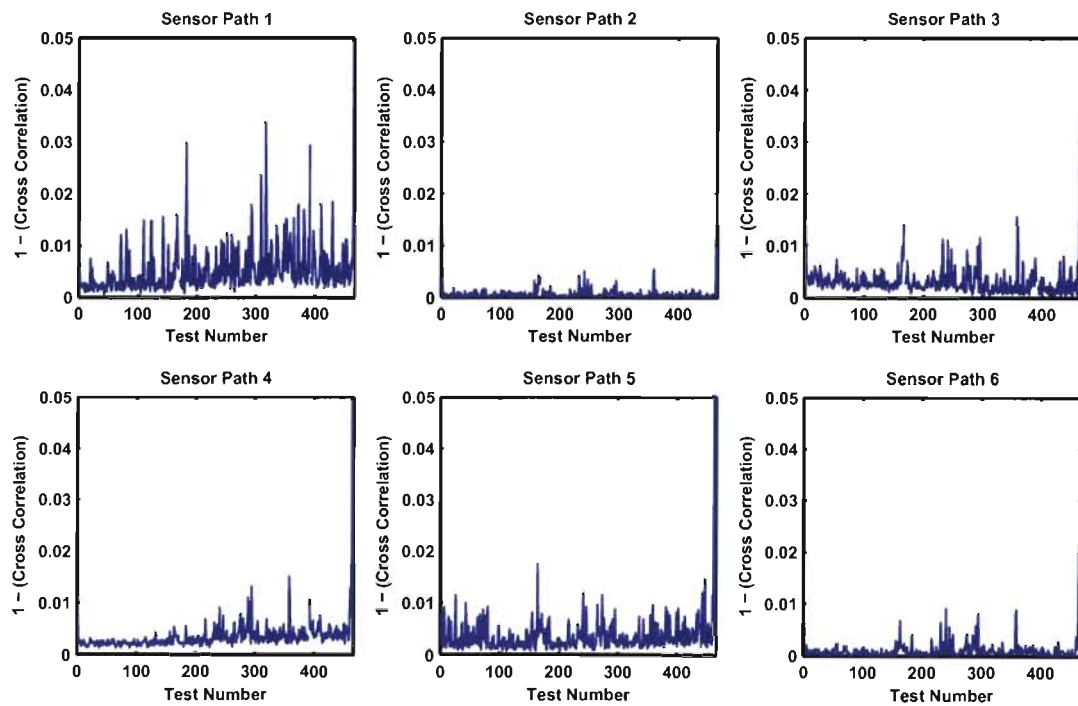 Sensor Path 1
0.05
0.04
0.03
0.02
0.01
0
1 – (Cross Correlation)
0 100 200 300 400
Test Number
Sensor Path 2
0.05
0.04
0.03
0.02
0.01
0
1 – (Cross Correlation)
0 100 200 300 400
Test Number
Sensor Path 3
0.05
0.04
0.03
0.02
0.01
0
1 – (Cross Correlation)
0 100 200 300 400
Test Number
Sensor Path 4
0.05
0.04
0.03
0.02
0.01
0
1 – (Cross Correlation)
0 100 200 300 400
Test Number
Sensor Path 5
0.05
0.04
0.03
0.02
0.01
0
1 – (Cross Correlation)
0 100 200 300 400
Test Number
Sensor Path 6
0.05
0.04
0.03
0.02
0.01
0
1 – (Cross Correlation)
0 100 200 300 400
Test Number